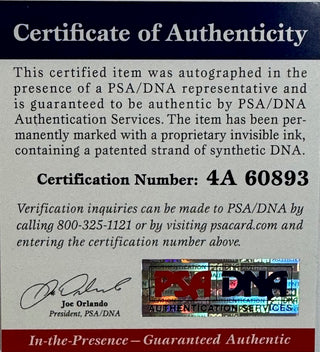 Certificate of Authenticity
This certified item was autographed in the
presence of a PSA/DNA representative and
is guaranteed to be authentic by PSA/DNA
Authentication Services. The item has been per-
manently marked with a proprietary invisible ink,
containing a patented strand of synthetic DNA.
Certification Number: 4A 60893
Verification inquiries can be made to PSA/DNA by
calling 800-325-1121 or by visiting psacard.com and
entering the certification number above.
PSA DNA
AUTHENTICATION SERVICES
Joe Orlando
President, PSA/DNA
In-the-Presence — Guaranteed Authentic